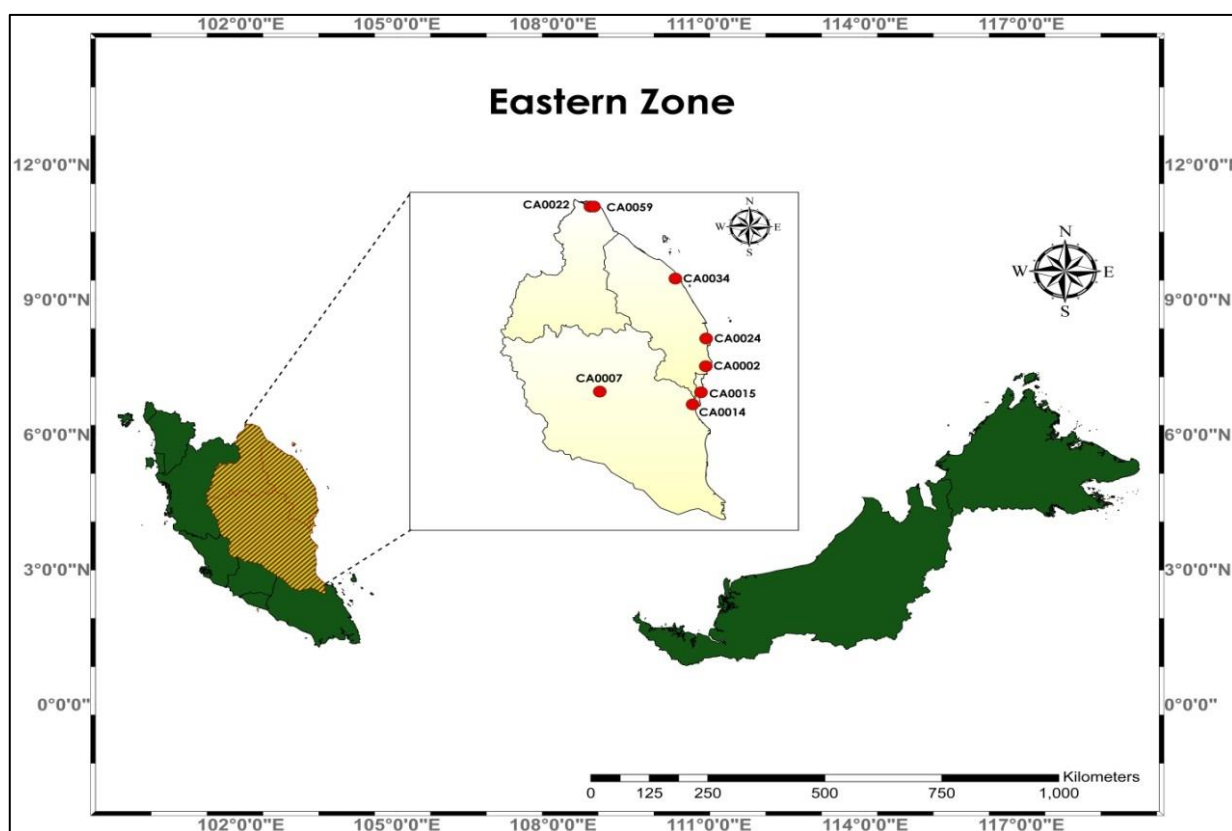 102°0'0"E 105°0'0"E 108°0'0"E 111°0'0"E 114°0'0"E 117°0'0"E
Eastern Zone
12°0'0"N 12°0'0"N
CA0022 CA0059
N
W E
S
CA0034
N
W E
S
9°0'0"N 9°0'0"N
CA0024
CA0002
CA0007
CA0015
CA0014
6°0'0"N 6°0'0"N
3°0'0"N 3°0'0"N
0°0'0" 0°0'0"
Kilometers
0 125 250 500 750 1,000
102°0'0"E 105°0'0"E 108°0'0"E 111°0'0"E 114°0'0"E 117°0'0"E